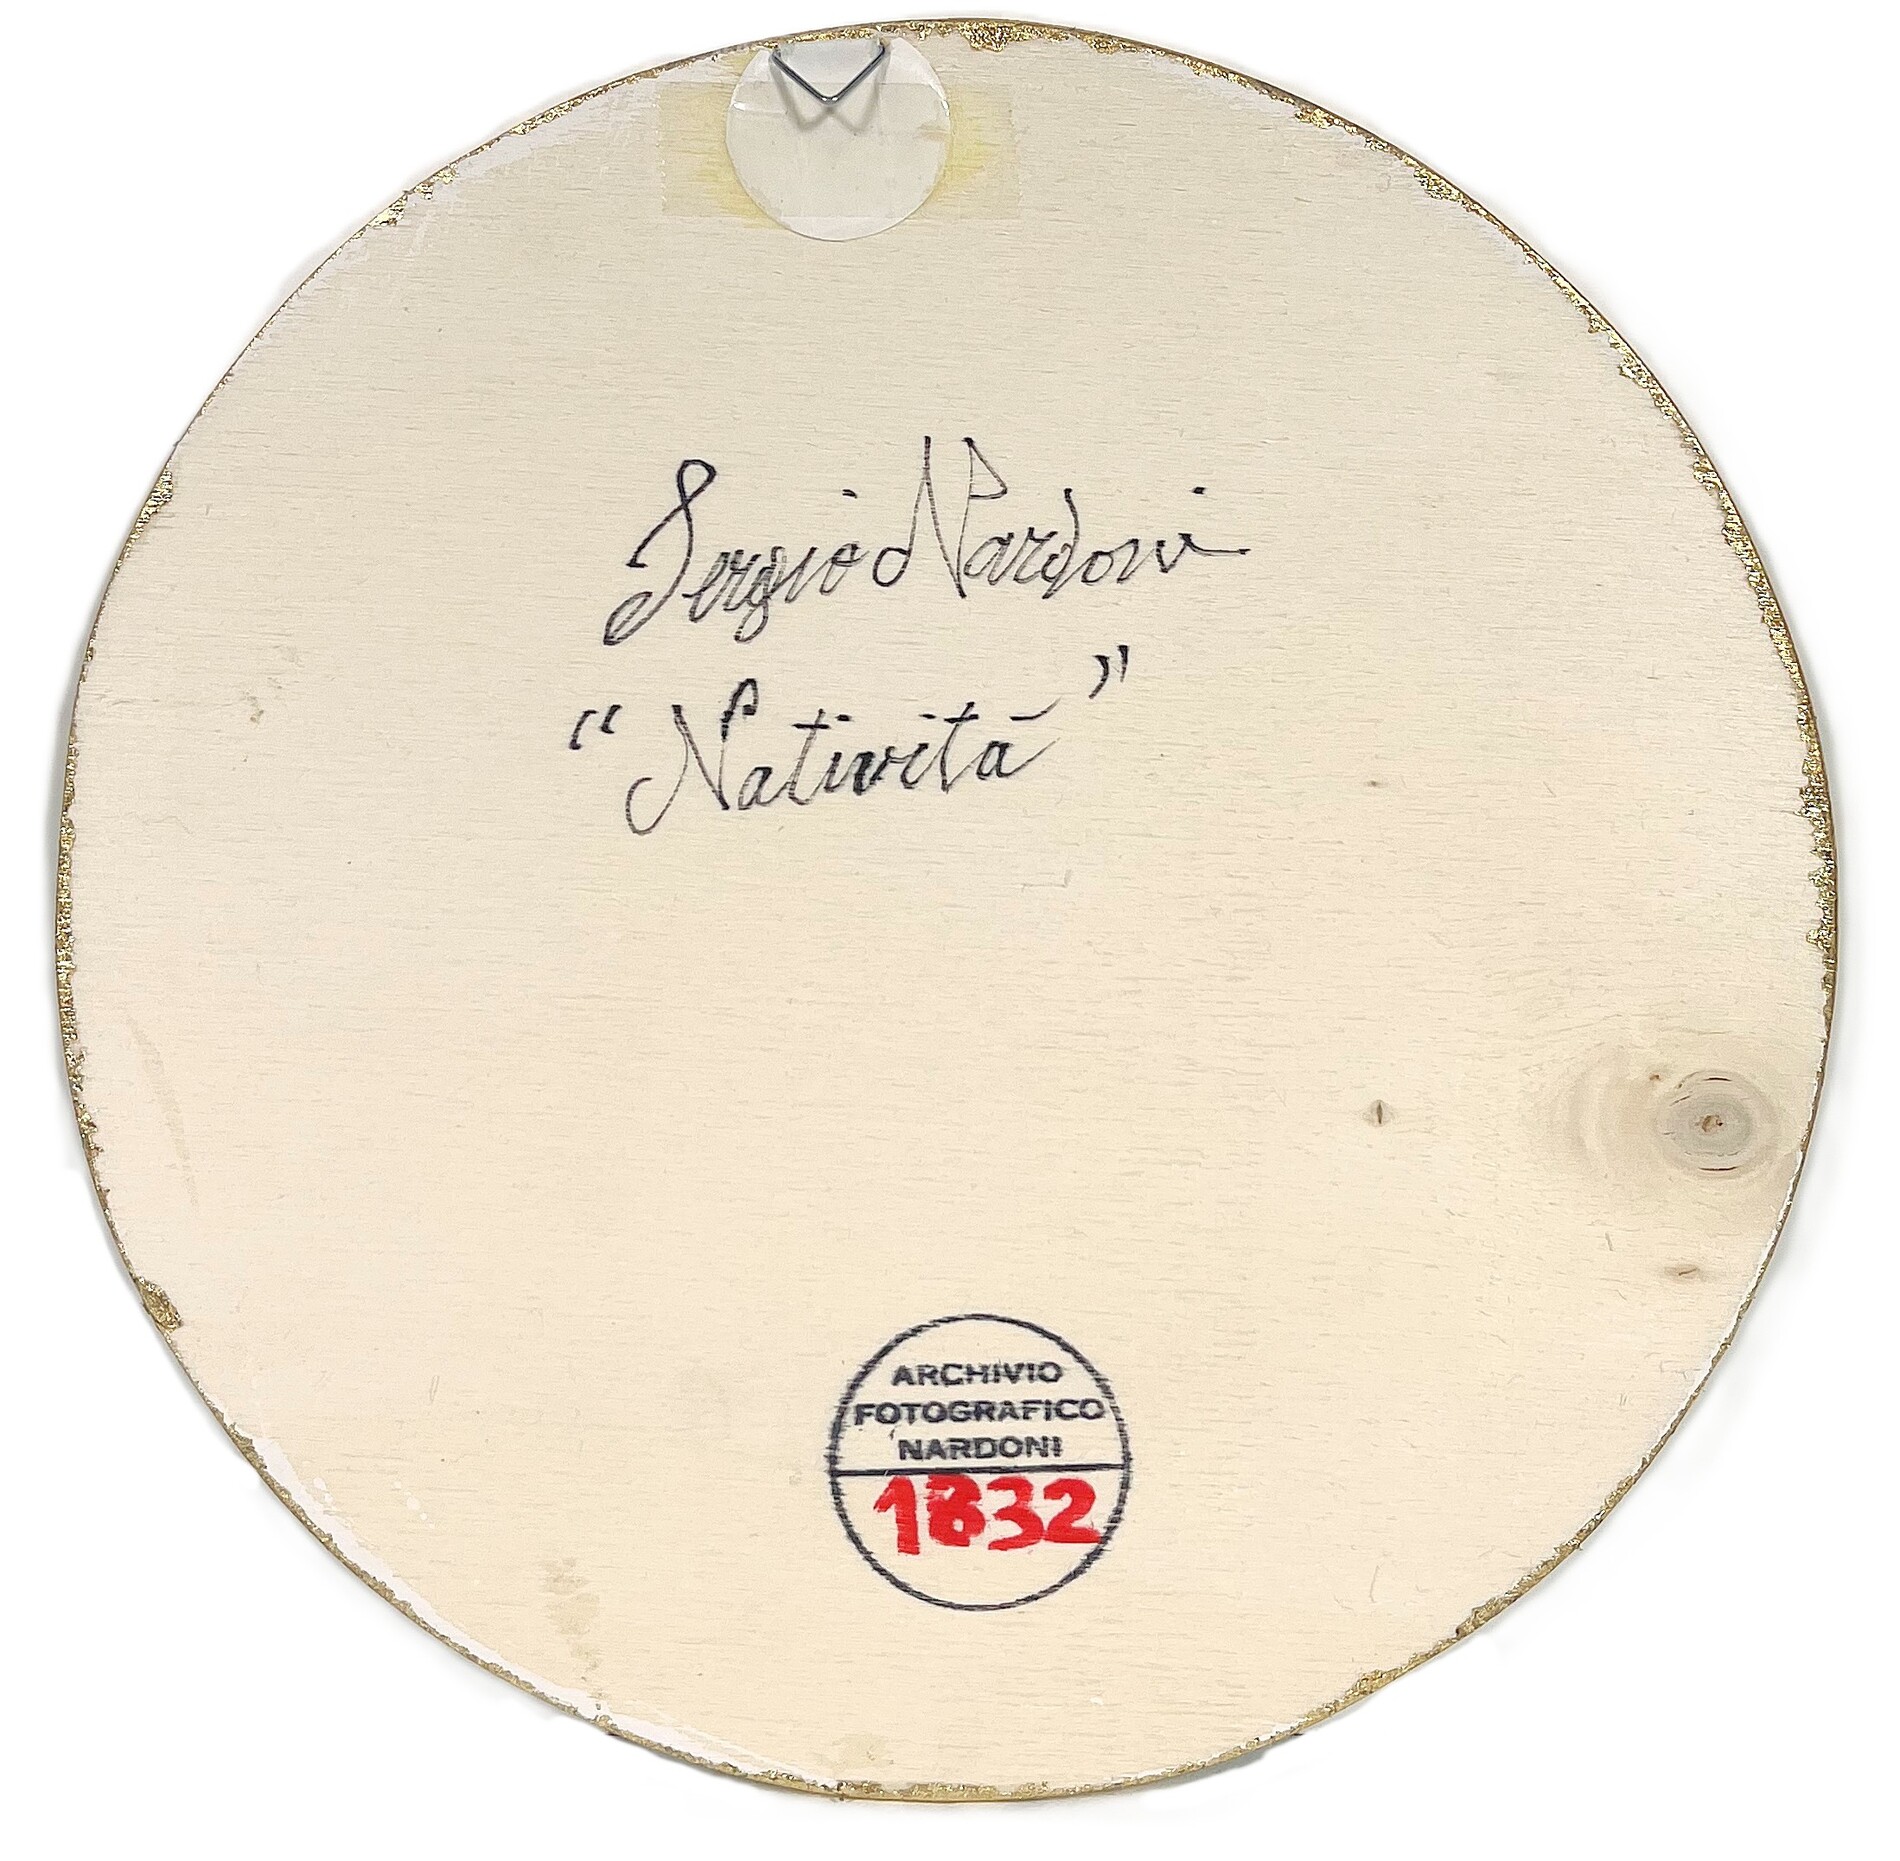 Sergio Nardoni
“Natività”
ARCHIVIO
FOTOGRAFICO
NARDONI
1832